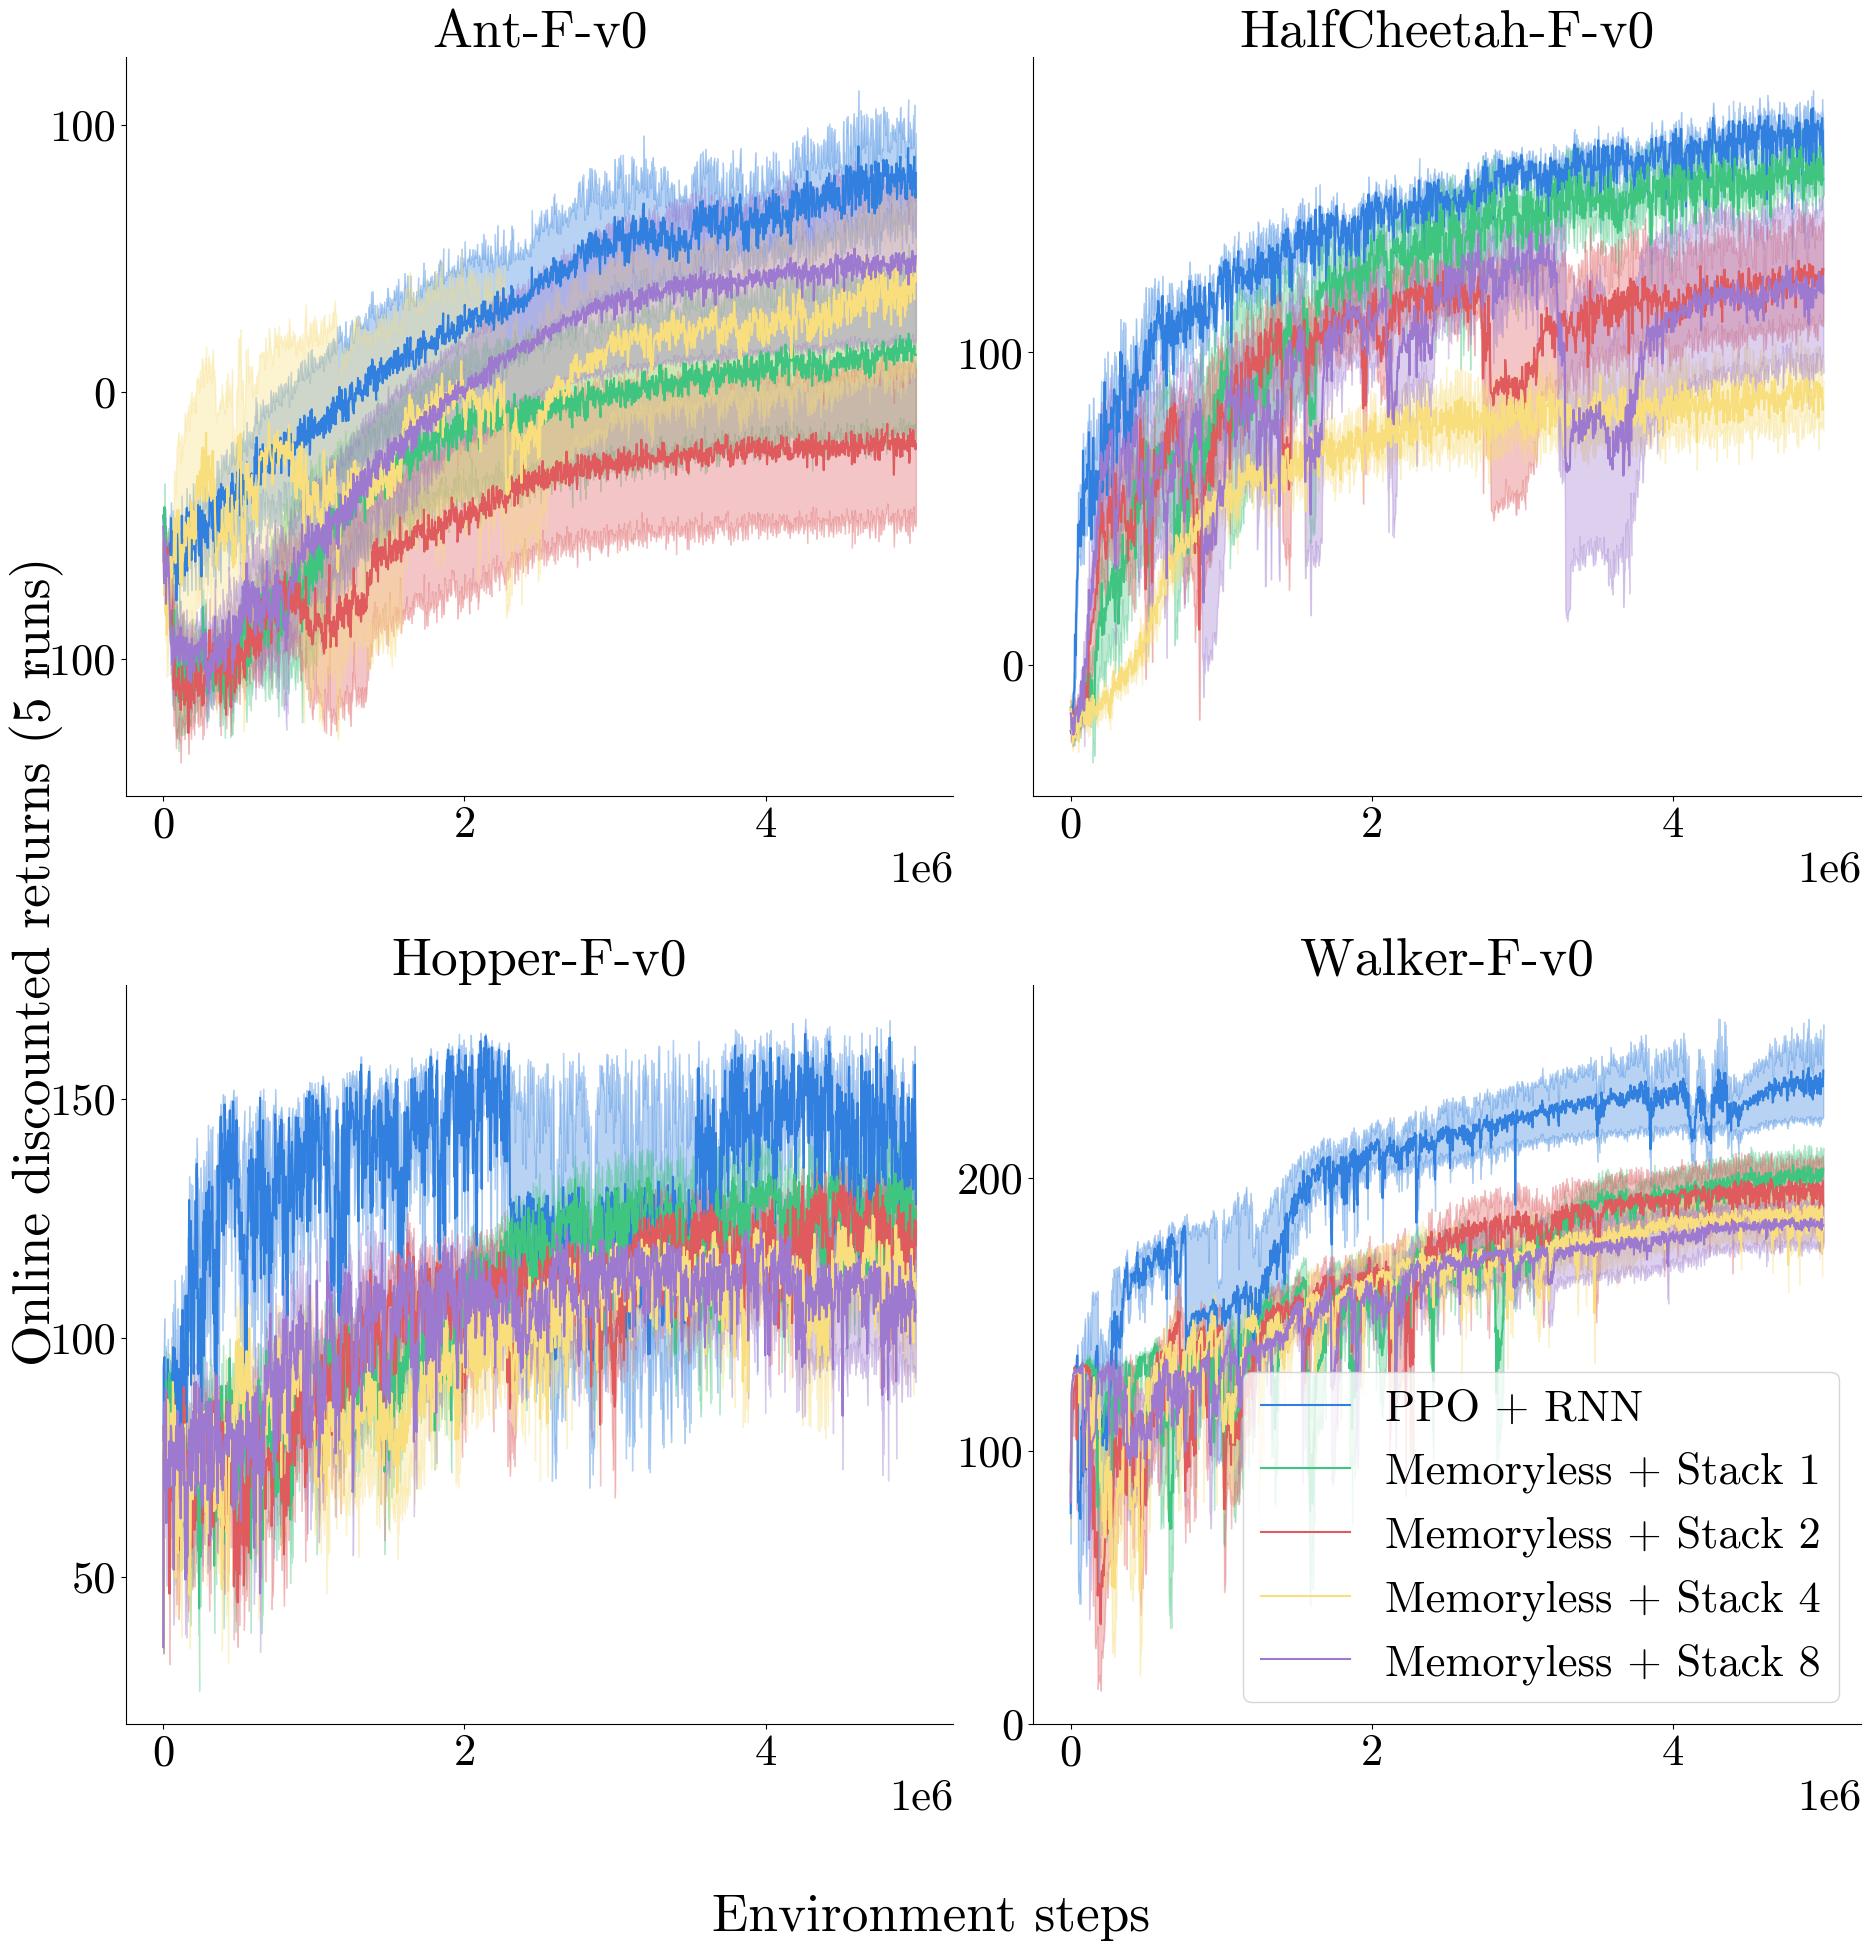 Ant-F-v0
HalfCheetah-F-v0
100
0
100
0 2 4
1e6
100
0
0 2 4
1e6
Online discounted returns (5 runs)
Hopper-F-v0
Walker-F-v0
150
100
50
0 2 4
1e6
200
100
0
0 2 4
1e6
PPO + RNN
Memoryless + Stack 1
Memoryless + Stack 2
Memoryless + Stack 4
Memoryless + Stack 8
Environment steps